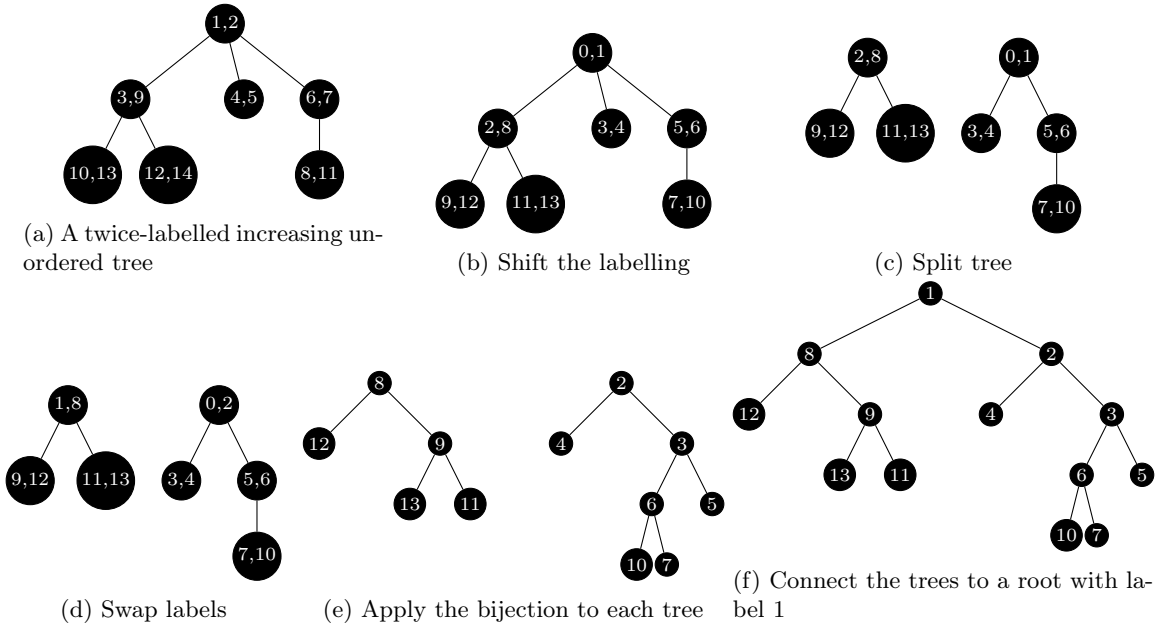 1,2
3,9 4,5 6,7
10,13 12,14 8,11
(a) A twice-labelled increasing un-
ordered tree
0,1
2,8 3,4 5,6
9,12 11,13 7,10
(b) Shift the labelling
2,8 0,1
9,12 11,13 3,4 5,6
7,10
(c) Split tree
1,8 0,2
9,12 11,13 3,4 5,6
7,10
(d) Swap labels
8 2
12 9 4 3
13 11 6 5
10 7
(e) Apply the bijection to each tree
1
8 2
12 9 4 3
13 11 6 5
10 7
(f) Connect the trees to a root with la-
bel 1